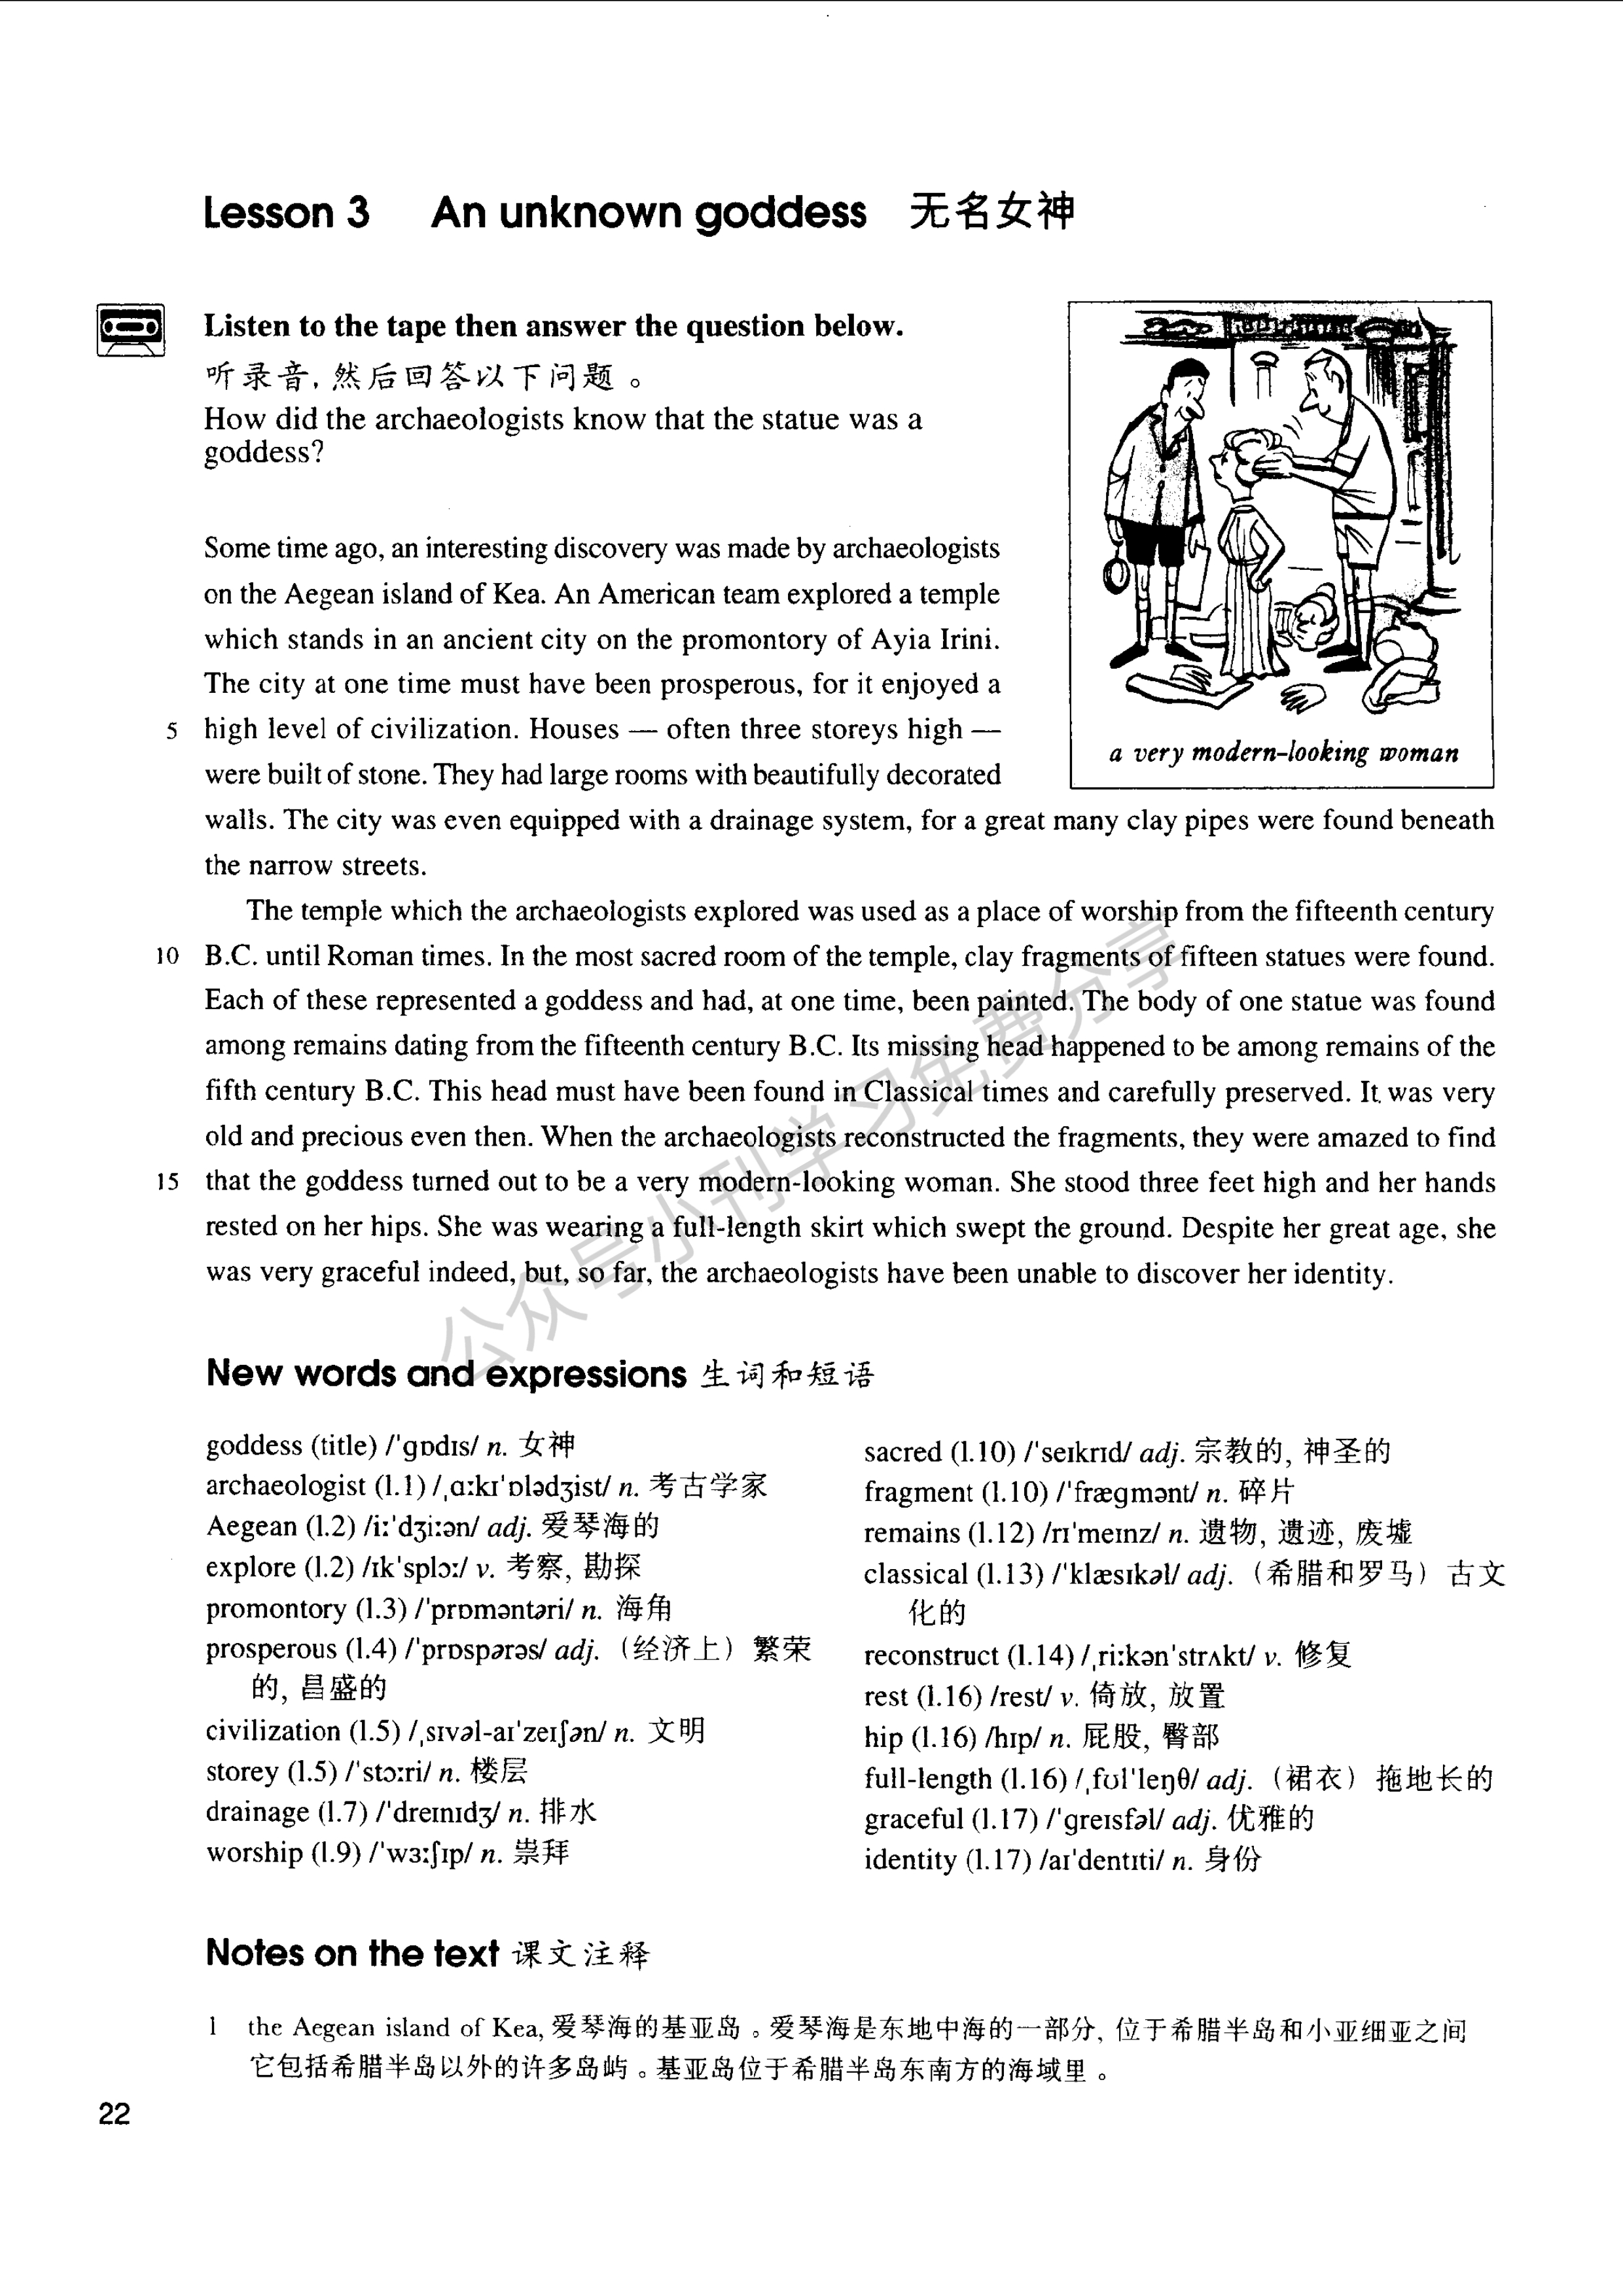 Lesson 3 An unknown goddess 无名女神
Listen to the tape then answer the question below.
听录音, 然后回答以下问题。
How did the archaeologists know that the statue was a
goddess?
a very modern-looking woman
Some time ago, an interesting discovery was made by archaeologists
on the Aegean island of Kea. An American team explored a temple
which stands in an ancient city on the promontory of Ayia Irini.
The city at one time must have been prosperous, for it enjoyed a
5 high level of civilization. Houses — often three storeys high —
were built of stone. They had large rooms with beautifully decorated
walls. The city was even equipped with a drainage system, for a great many clay pipes were found beneath
the narrow streets.
The temple which the archaeologists explored was used as a place of worship from the fifteenth century
10 B.C. until Roman times. In the most sacred room of the temple, clay fragments of fifteen statues were found.
Each of these represented a goddess and had, at one time, been painted. The body of one statue was found
among remains dating from the fifteenth century B.C. Its missing head happened to be among remains of the
fifth century B.C. This head must have been found in Classical times and carefully preserved. It was very
old and precious even then. When the archaeologists reconstructed the fragments, they were amazed to find
15 that the goddess turned out to be a very modern-looking woman. She stood three feet high and her hands
rested on her hips. She was wearing a full-length skirt which swept the ground. Despite her great age, she
was very graceful indeed, but, so far, the archaeologists have been unable to discover her identity.
公众号小刊学习免费分享
New words and expressions 生词和短语
goddess (title) /ˈgɒdɪs/ n. 女神
archaeologist (l.1) /ˌɑːkɪˈɒlədʒist/ n. 考古学家
Aegean (l.2) /iːˈdʒiːən/ adj. 爱琴海的
explore (l.2) /ɪkˈsplɔː/ v. 考察, 勘探
promontory (l.3) /ˈprɒməntəri/ n. 海角
prosperous (l.4) /ˈprɒspərəs/ adj. （经济上）繁荣
的, 昌盛的
civilization (l.5) /ˌsɪvəl-aɪˈzeɪʃən/ n. 文明
storey (l.5) /ˈstɔːri/ n. 楼层
drainage (l.7) /ˈdreɪnɪdʒ/ n. 排水
worship (l.9) /ˈwɜːʃɪp/ n. 崇拜
sacred (l.10) /ˈseɪkrɪd/ adj. 宗教的, 神圣的
fragment (l.10) /ˈfrægmənt/ n. 碎片
remains (l.12) /rɪˈmeɪnz/ n. 遗物, 遗迹, 废墟
classical (l.13) /ˈklæsɪkəl/ adj. （希腊和罗马）古文
化的
reconstruct (l.14) /ˌriːkənˈstrʌkt/ v. 修复
rest (l.16) /rest/ v. 倚放, 放置
hip (l.16) /hɪp/ n. 屁股, 臀部
full-length (l.16) /ˌfʊlˈleŋθ/ adj. （裙衣）拖地长的
graceful (l.17) /ˈgreɪsfəl/ adj. 优雅的
identity (l.17) /aɪˈdentɪti/ n. 身份
Notes on the text 课文注释
1 the Aegean island of Kea, 爱琴海的基亚岛。爱琴海是东地中海的一部分, 位于希腊半岛和小亚细亚之间
它包括希腊半岛以外的许多岛屿。基亚岛位于希腊半岛东南方的海域里。
22